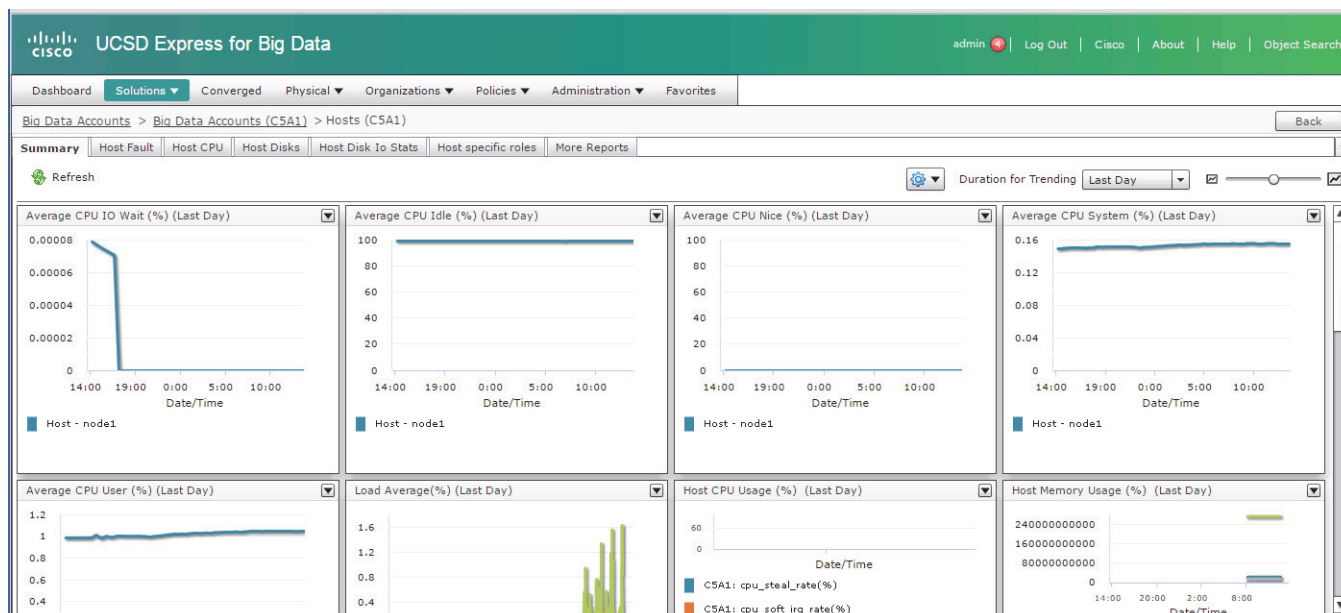 CISCO UCSD Express for Big Data
admin 4 | Log Out | Cisco | About | Help | Object Search
Dashboard Solutions Converged Physical Organizations Policies Administration Favorites
Big Data Accounts > Big Data Accounts (C5A1) > Hosts (C5A1) Back
Summary Host Fault Host CPU Host Disks Host Disk Io Stats Host specific roles More Reports
Refresh Duration for Trending Last Day
Average CPU IO Wait (%) (Last Day)
0.00008
0.00006
0.00004
0.00002
0
14:00 19:00 0:00 5:00 10:00
Date/Time
Host - node1
Average CPU Idle (%) (Last Day)
100
80
60
40
20
0
14:00 19:00 0:00 5:00 10:00
Date/Time
Host - node1
Average CPU Nice (%) (Last Day)
100
80
60
40
20
0
14:00 19:00 0:00 5:00 10:00
Date/Time
Host - node1
Average CPU System (%) (Last Day)
0.16
0.12
0.08
0.04
0
14:00 19:00 0:00 5:00 10:00
Date/Time
Host - node1
Average CPU User (%) (Last Day)
1.2
1
0.8
0.6
0.4
Load Average(%) (Last Day)
1.6
1.2
0.8
0.4
Host CPU Usage (%) (Last Day)
60
0
Date/Time
C5A1: cpu_steal_rate(%)
C5A1: cpu_soft_irq_rate(%)
Host Memory Usage (%) (Last Day)
240000000000
160000000000
80000000000
0
14:00 20:00 2:00 8:00
Date/Time